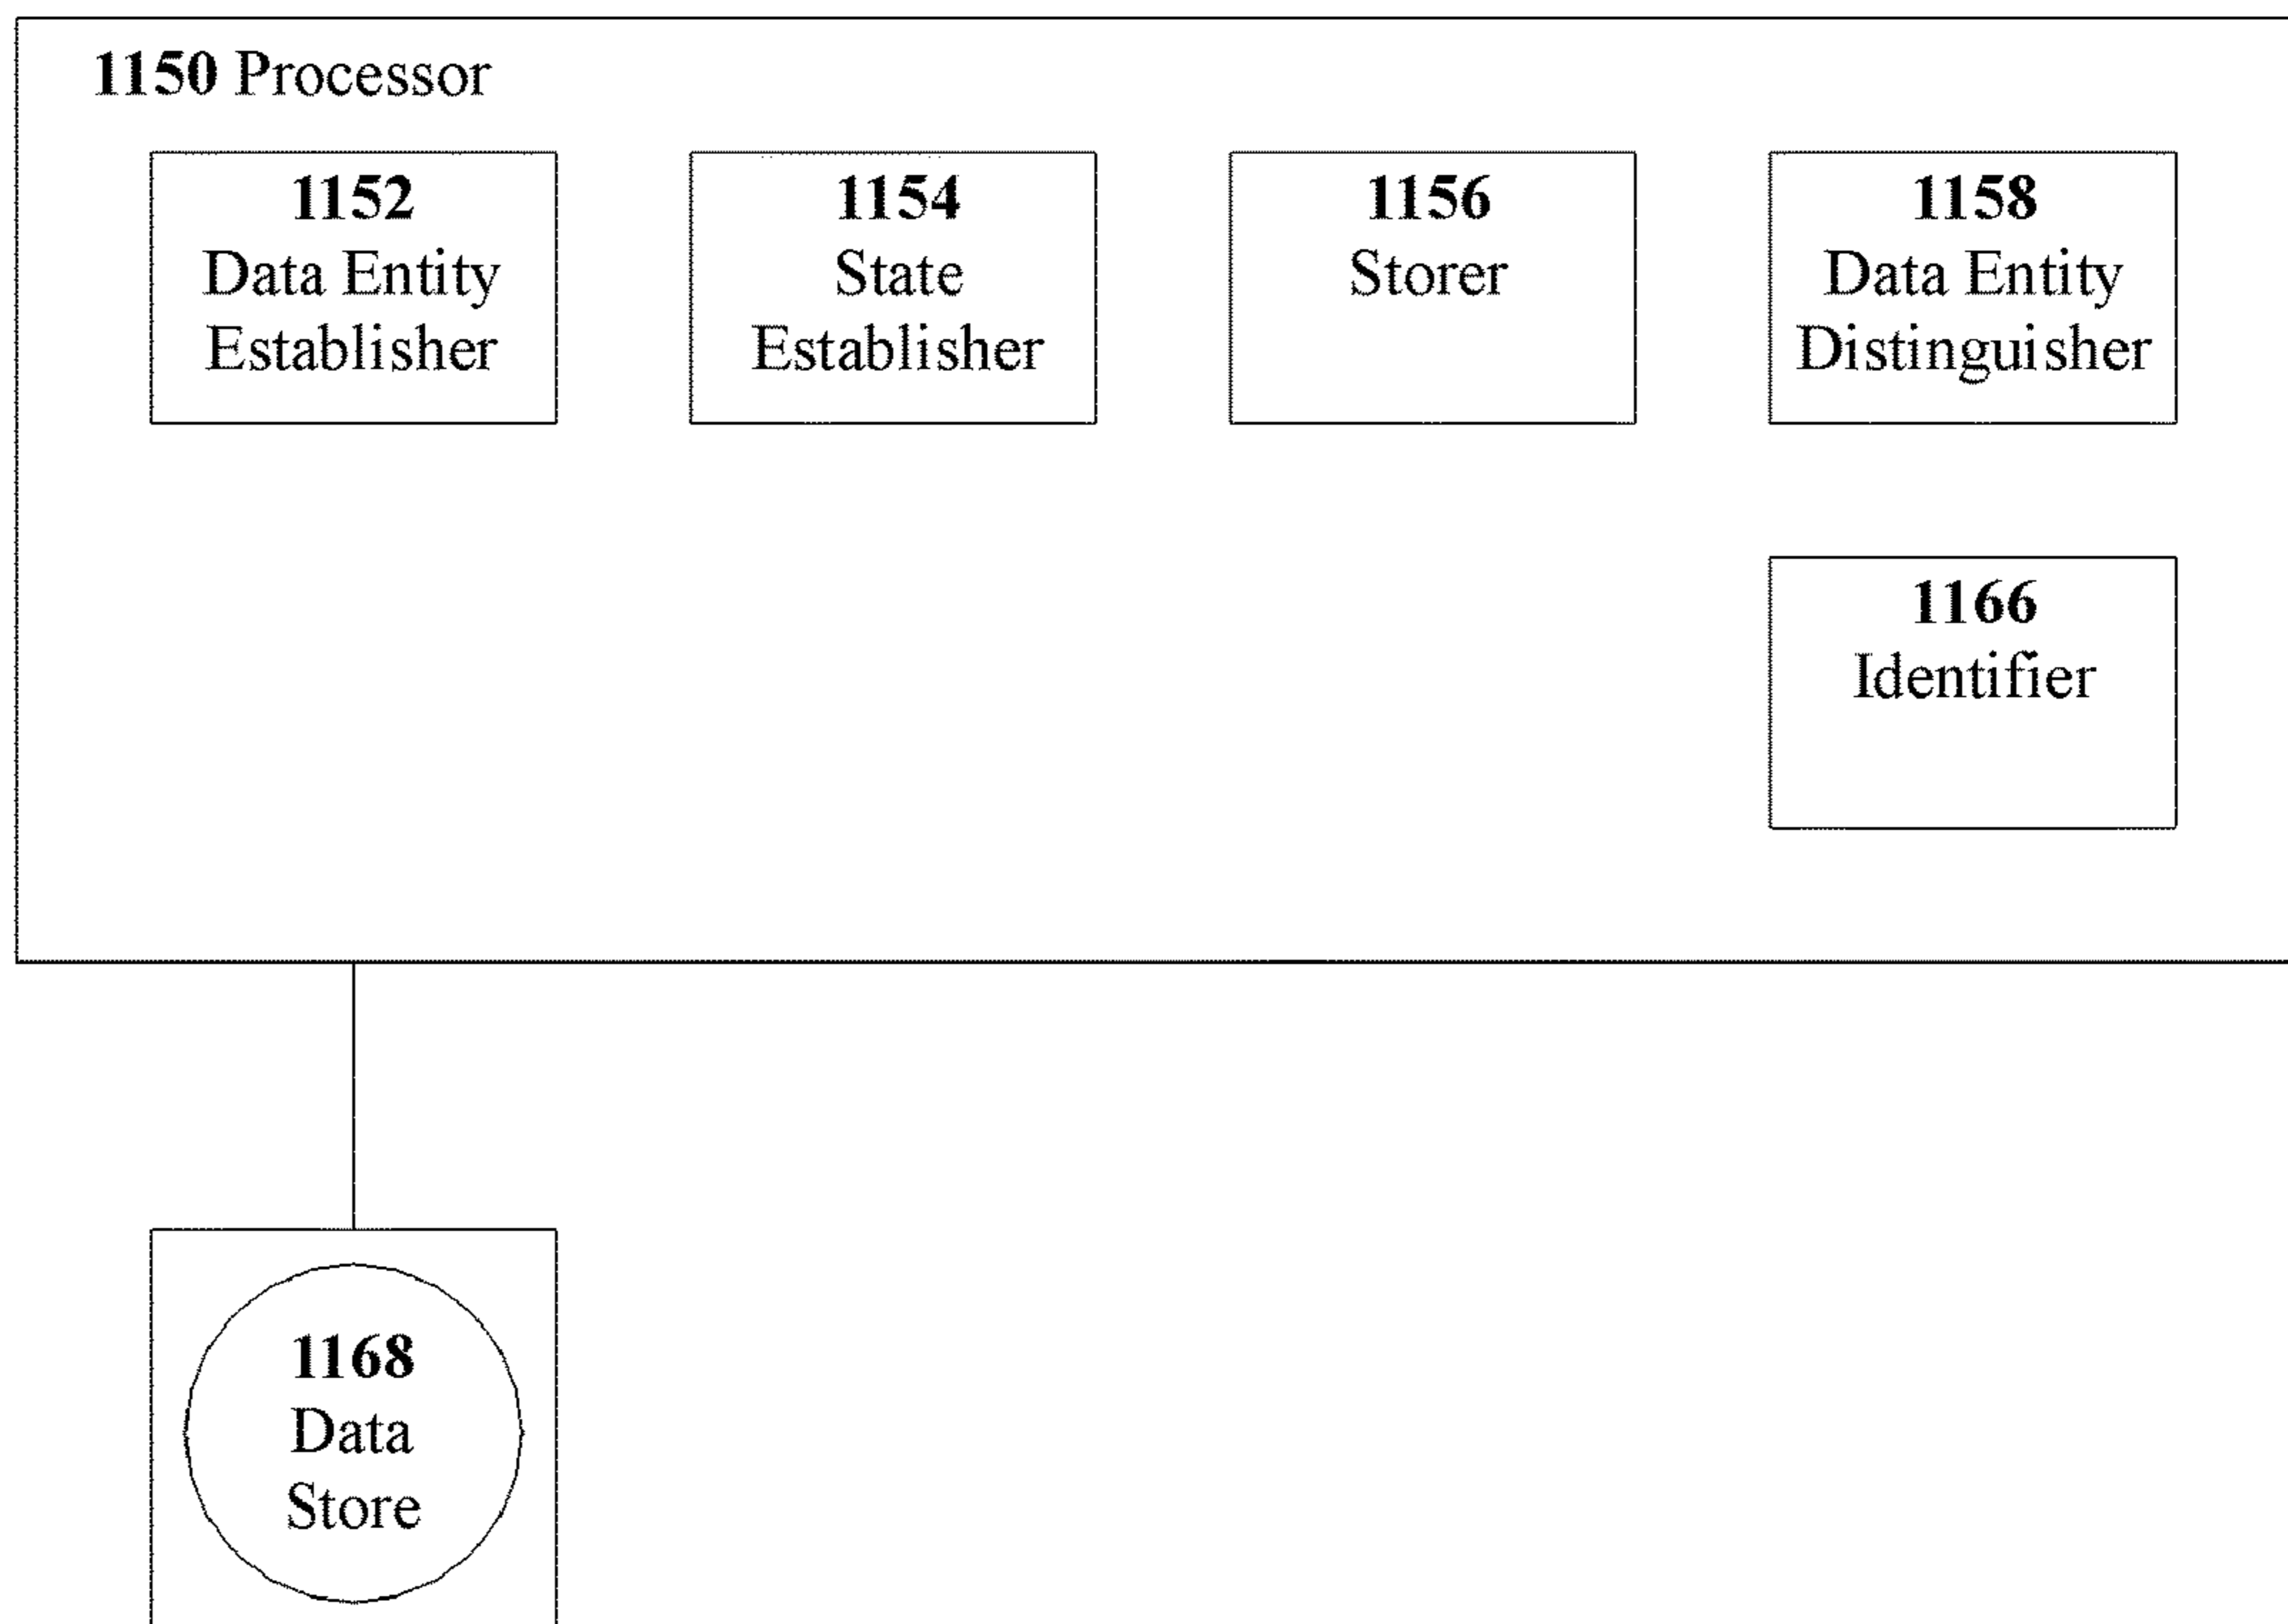 1150 Processor
1152
Data Entity
Establisher
1154
State
Establisher
1156
Storer
1158
Data Entity
Distinguisher
1166
Identifier
1168
Data
Store